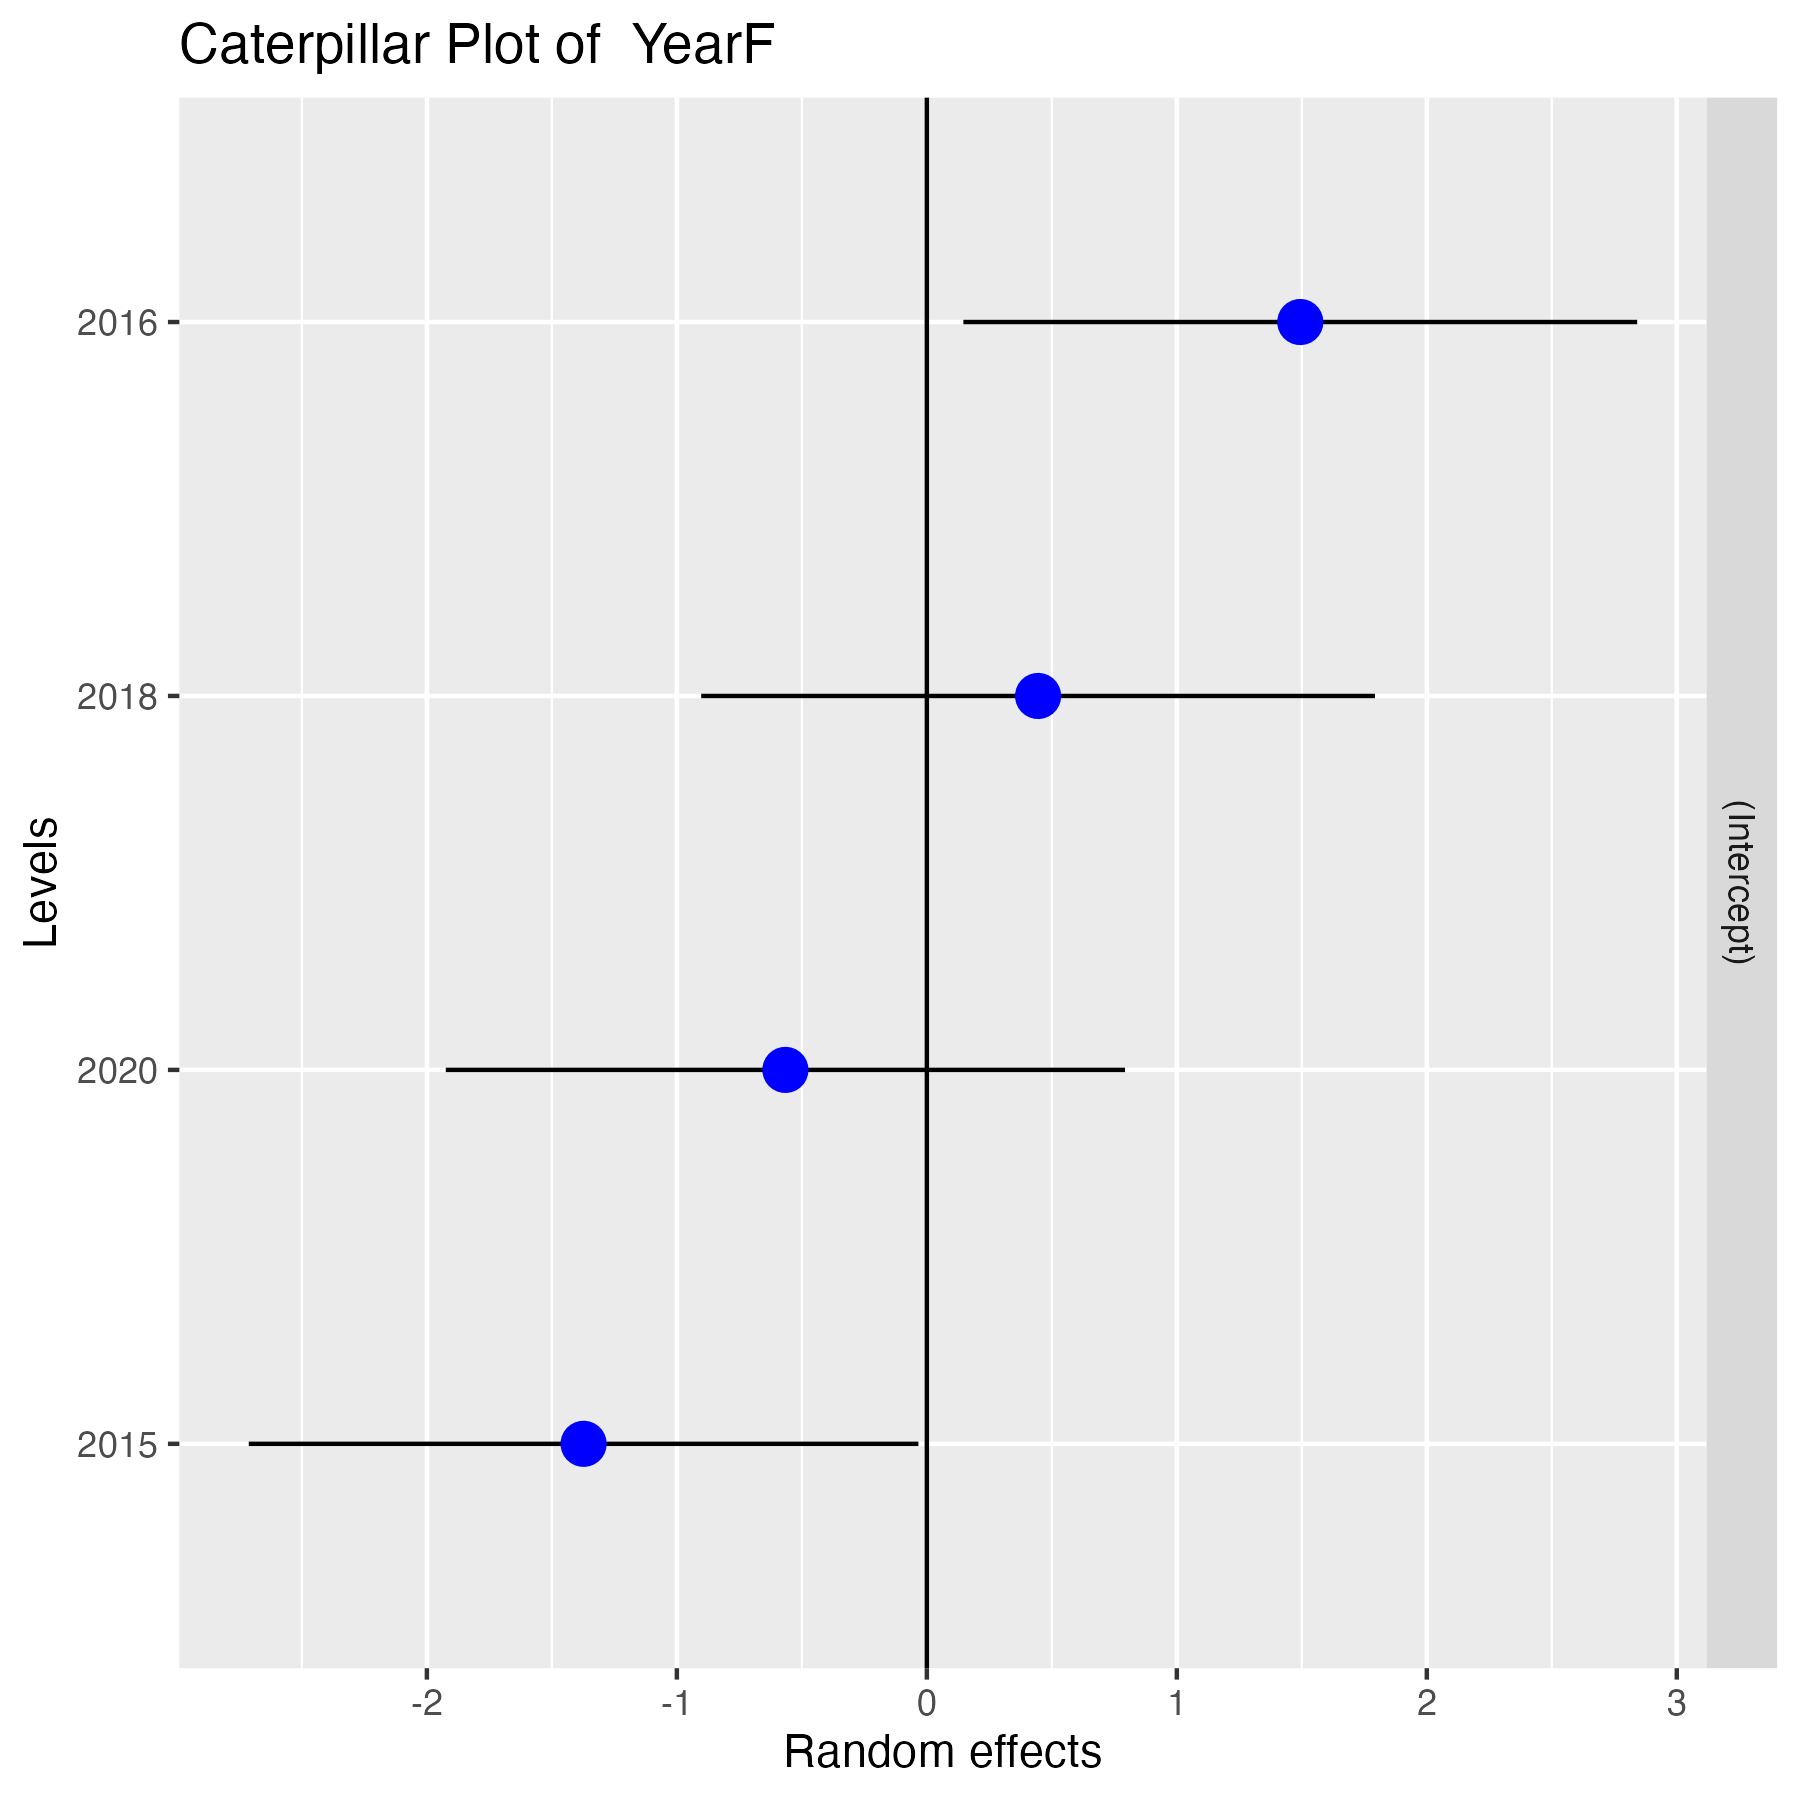 Caterpillar Plot of  YearF
2016
2018
2020
2015
Levels
(Intercept)
-2 -1 0 1 2 3
Random effects